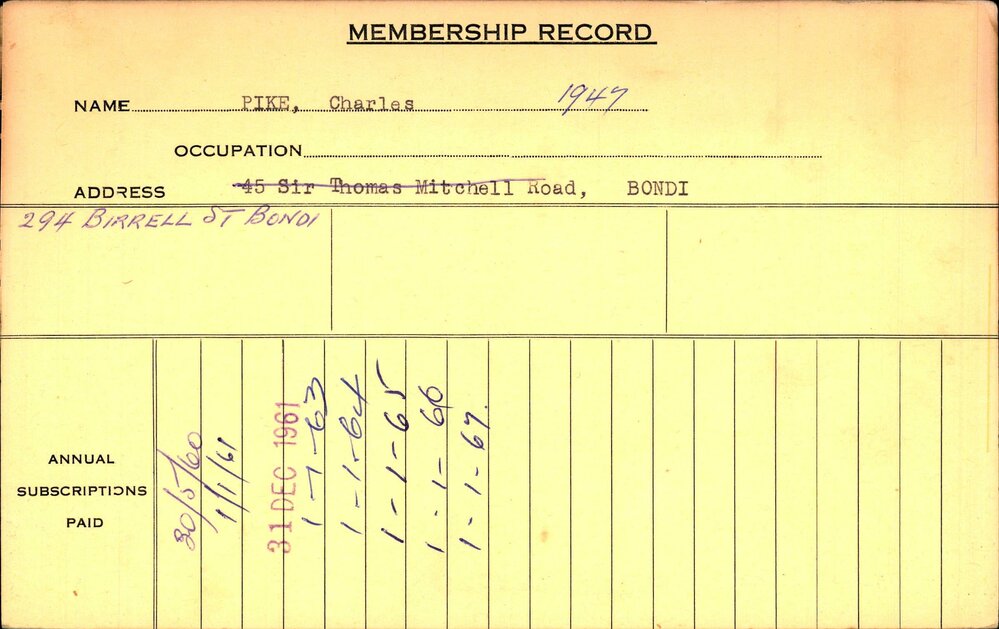 MEMBERSHIP RECORD
NAME PIKE, Charles 1947
OCCUPATION
ADDRESS 45 Sir Thomas Mitchell Road, BONDI
294 BIRRELL ST BONDI
ANNUAL
SUBSCRIPTIONS
PAID
30/5/60
1/1/61
31 DEC 1961
1-1-63
1-1-64
1-1-65
1-1-66
1-1-67.